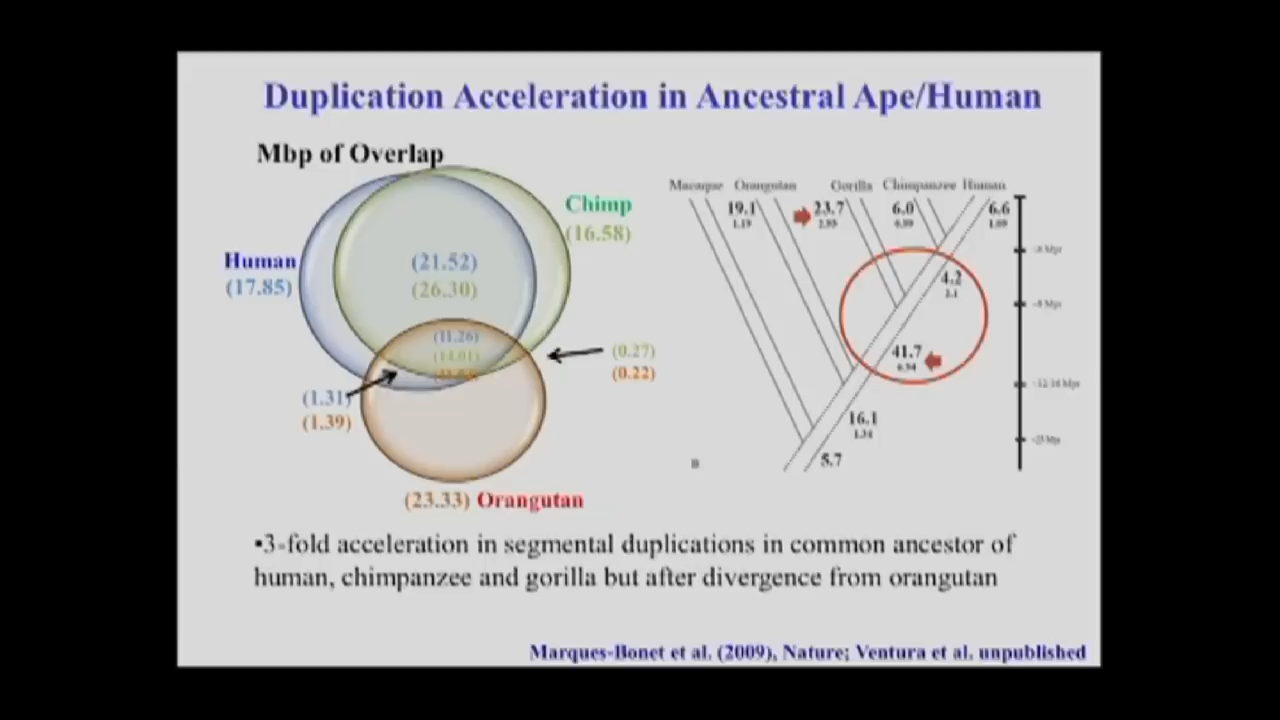 Duplication Acceleration in Ancestral Ape/Human
Mbp of Overlap
Chimp
(16.58)
Human
(17.85)
(21.52)
(26.30)
(11.26)
(14.01)
(0.27)
(0.22)
(1.31)
(1.39)
(23.33) Orangutan
Macaque Orangutan Gorilla Chimpanzee Human
19.1 23.7 6.0 6.6
4.2
2.1
41.7
16.1
5.7
•3-fold acceleration in segmental duplications in common ancestor of
human, chimpanzee and gorilla but after divergence from orangutan
Marques-Bonet et al. (2009), Nature; Ventura et al. unpublished